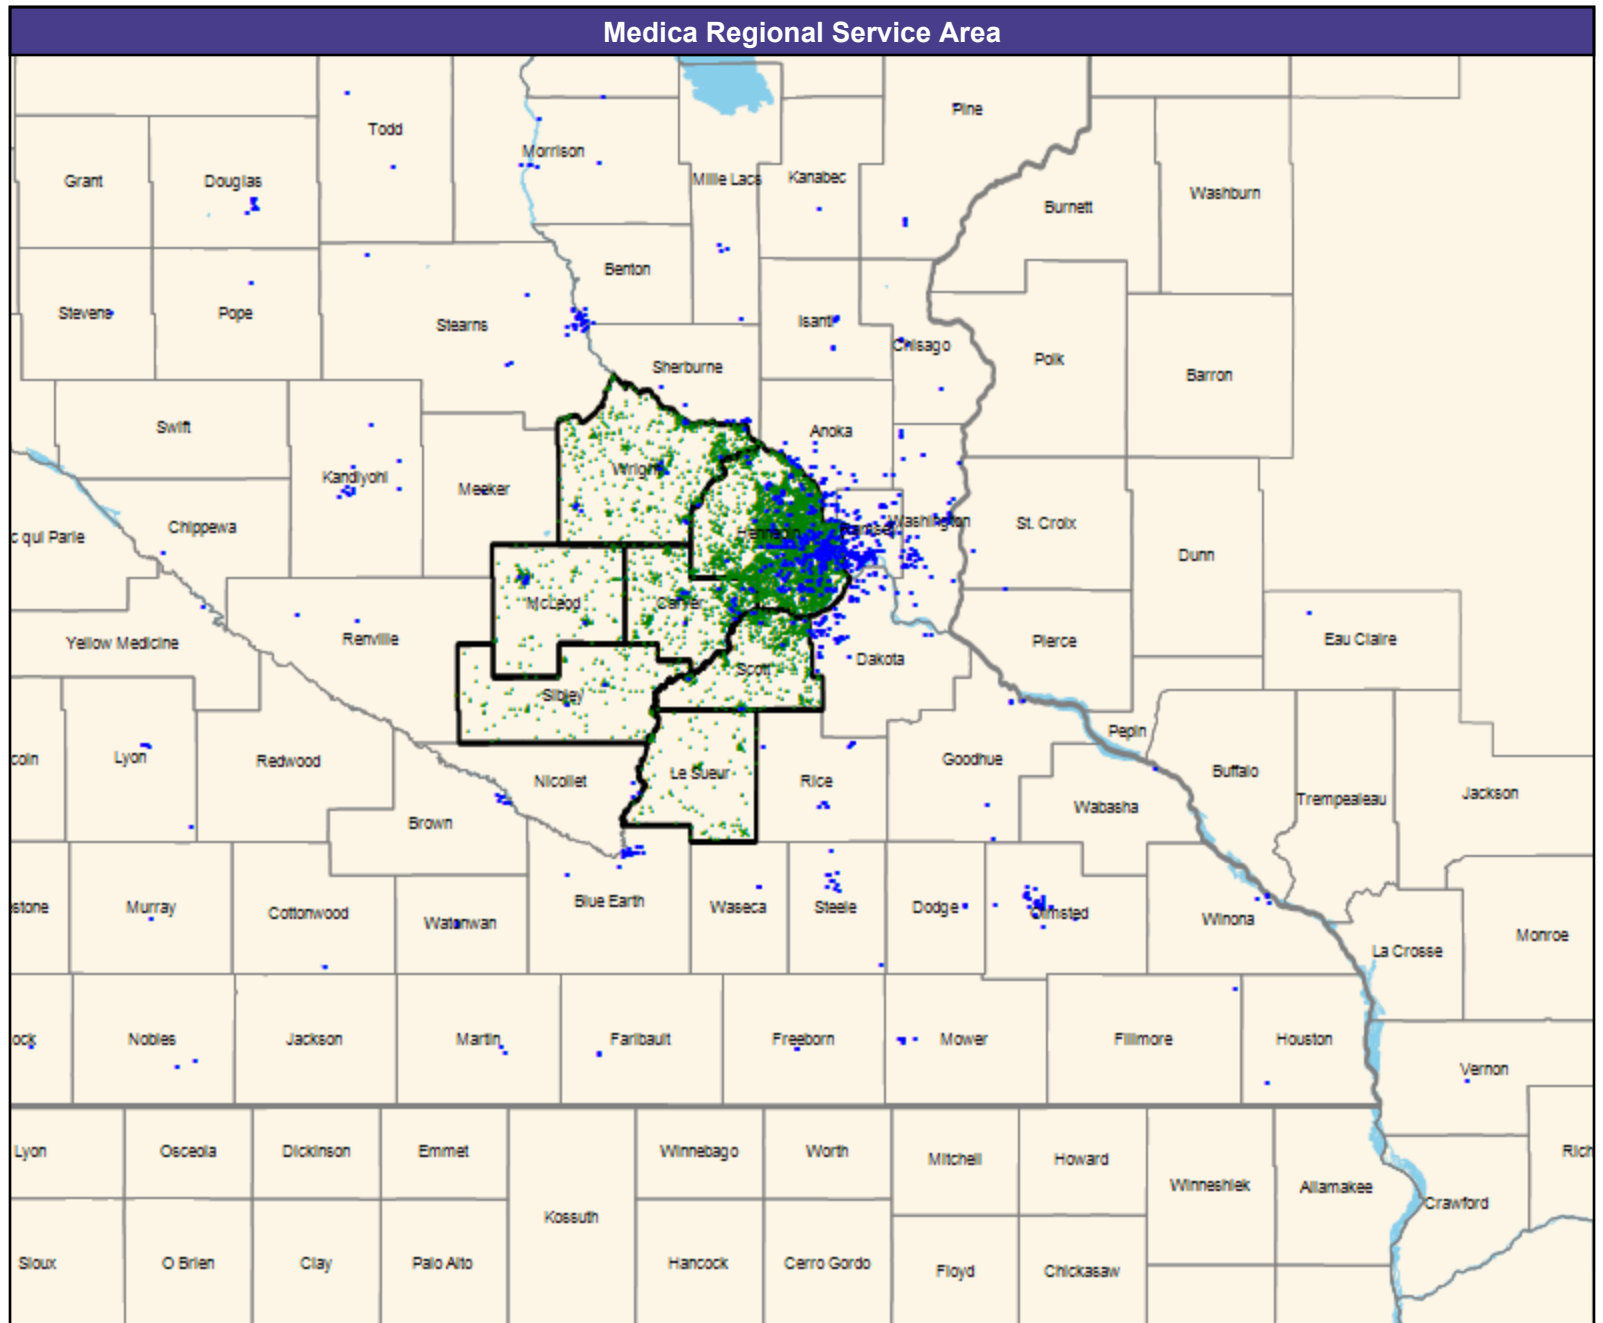 Medica Regional Service Area
Pine
Todd
Morrison
Grant
Douglas
Mille Lacs
Kanabec
Washburn
Burnett
Benton
Stevens
Pope
Stearns
Isanti
Chisago
Polk
Barron
Sherburne
Swift
Anoka
Wright
Kandiyohi
Meeker
Chippewa
Hennepin
Ramsey
Washington
St. Croix
c qui Parle
Dunn
McLeod
Carver
Yellow Medicine
Renville
Pierce
Eau Claire
Scott
Dakota
Sibley
Pepin
coln
Lyon
Redwood
Nicollet
Le Sueur
Rice
Goodhue
Buffalo
Trempealeau
Jackson
Wabasha
Brown
stone
Murray
Cottonwood
Watonwan
Blue Earth
Waseca
Steele
Dodge
Olmsted
Winona
La Crosse
Monroe
ock
Nobles
Jackson
Martin
Faribault
Freeborn
Mower
Fillmore
Houston
Vernon
Lyon
Osceola
Dickinson
Emmet
Winnebago
Worth
Mitchell
Howard
Rich
Winneshiek
Allamakee
Crawford
Kossuth
Sioux
O Brien
Clay
Palo Alto
Hancock
Cerro Gordo
Floyd
Chickasaw